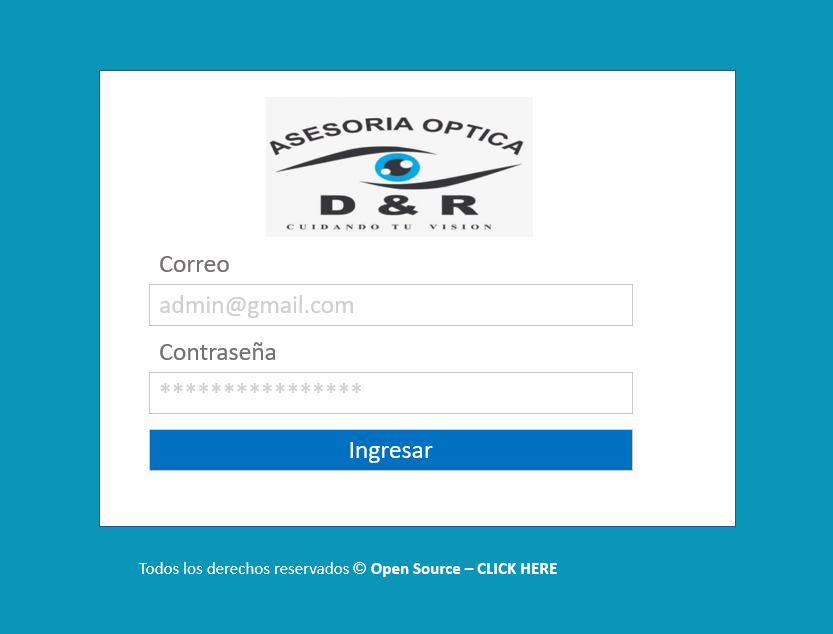 ASESORIA OPTICA
D & R
CUIDANDO TU VISION
Correo
admin@gmail.com
Contraseña
****************
Ingresar
Todos los derechos reservados © Open Source – CLICK HERE